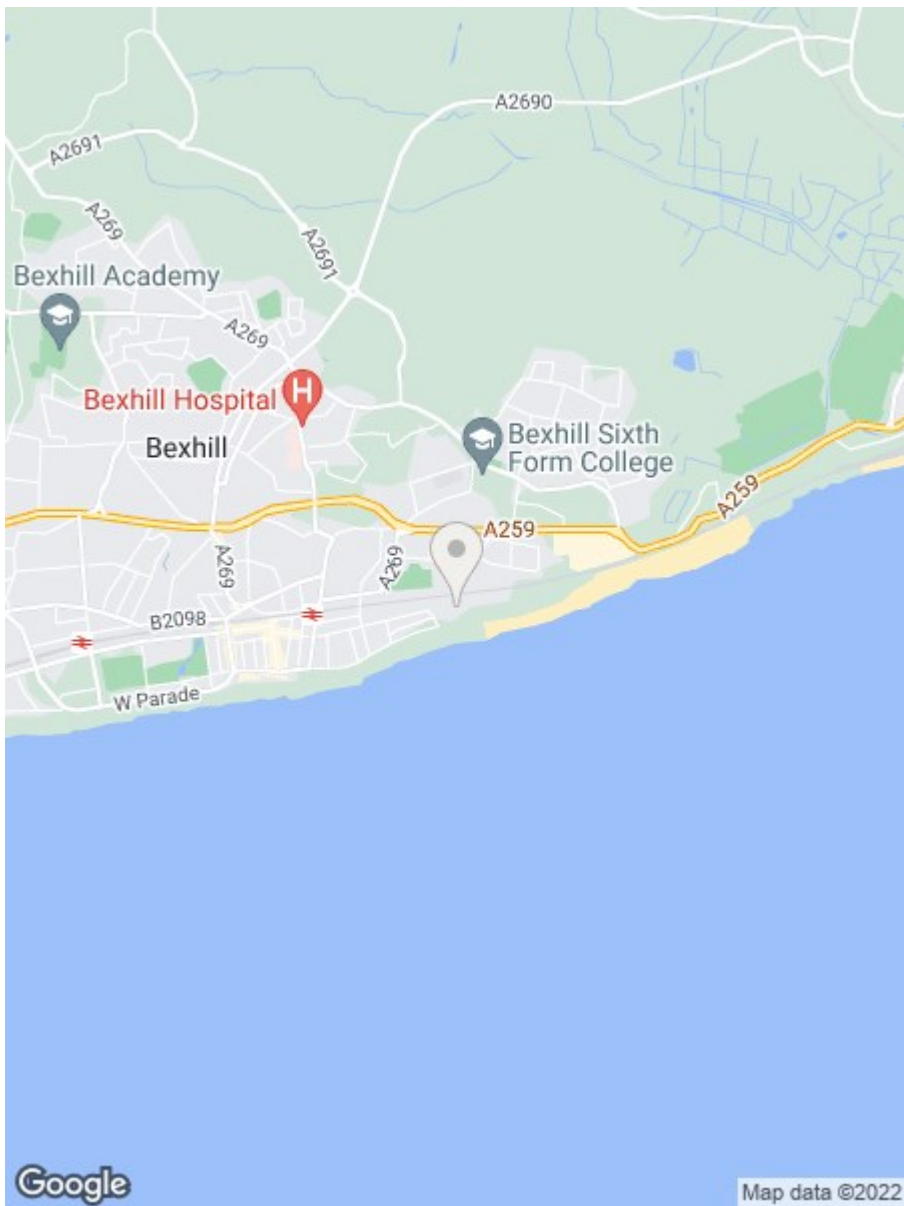 A2690
A2691
A269
A2691
Bexhill Academy
A269
Bexhill Hospital
H
Bexhill
Bexhill Sixth
Form College
A259
A259
A269
A269
B2098
W Parade
Google
Map data ©2022